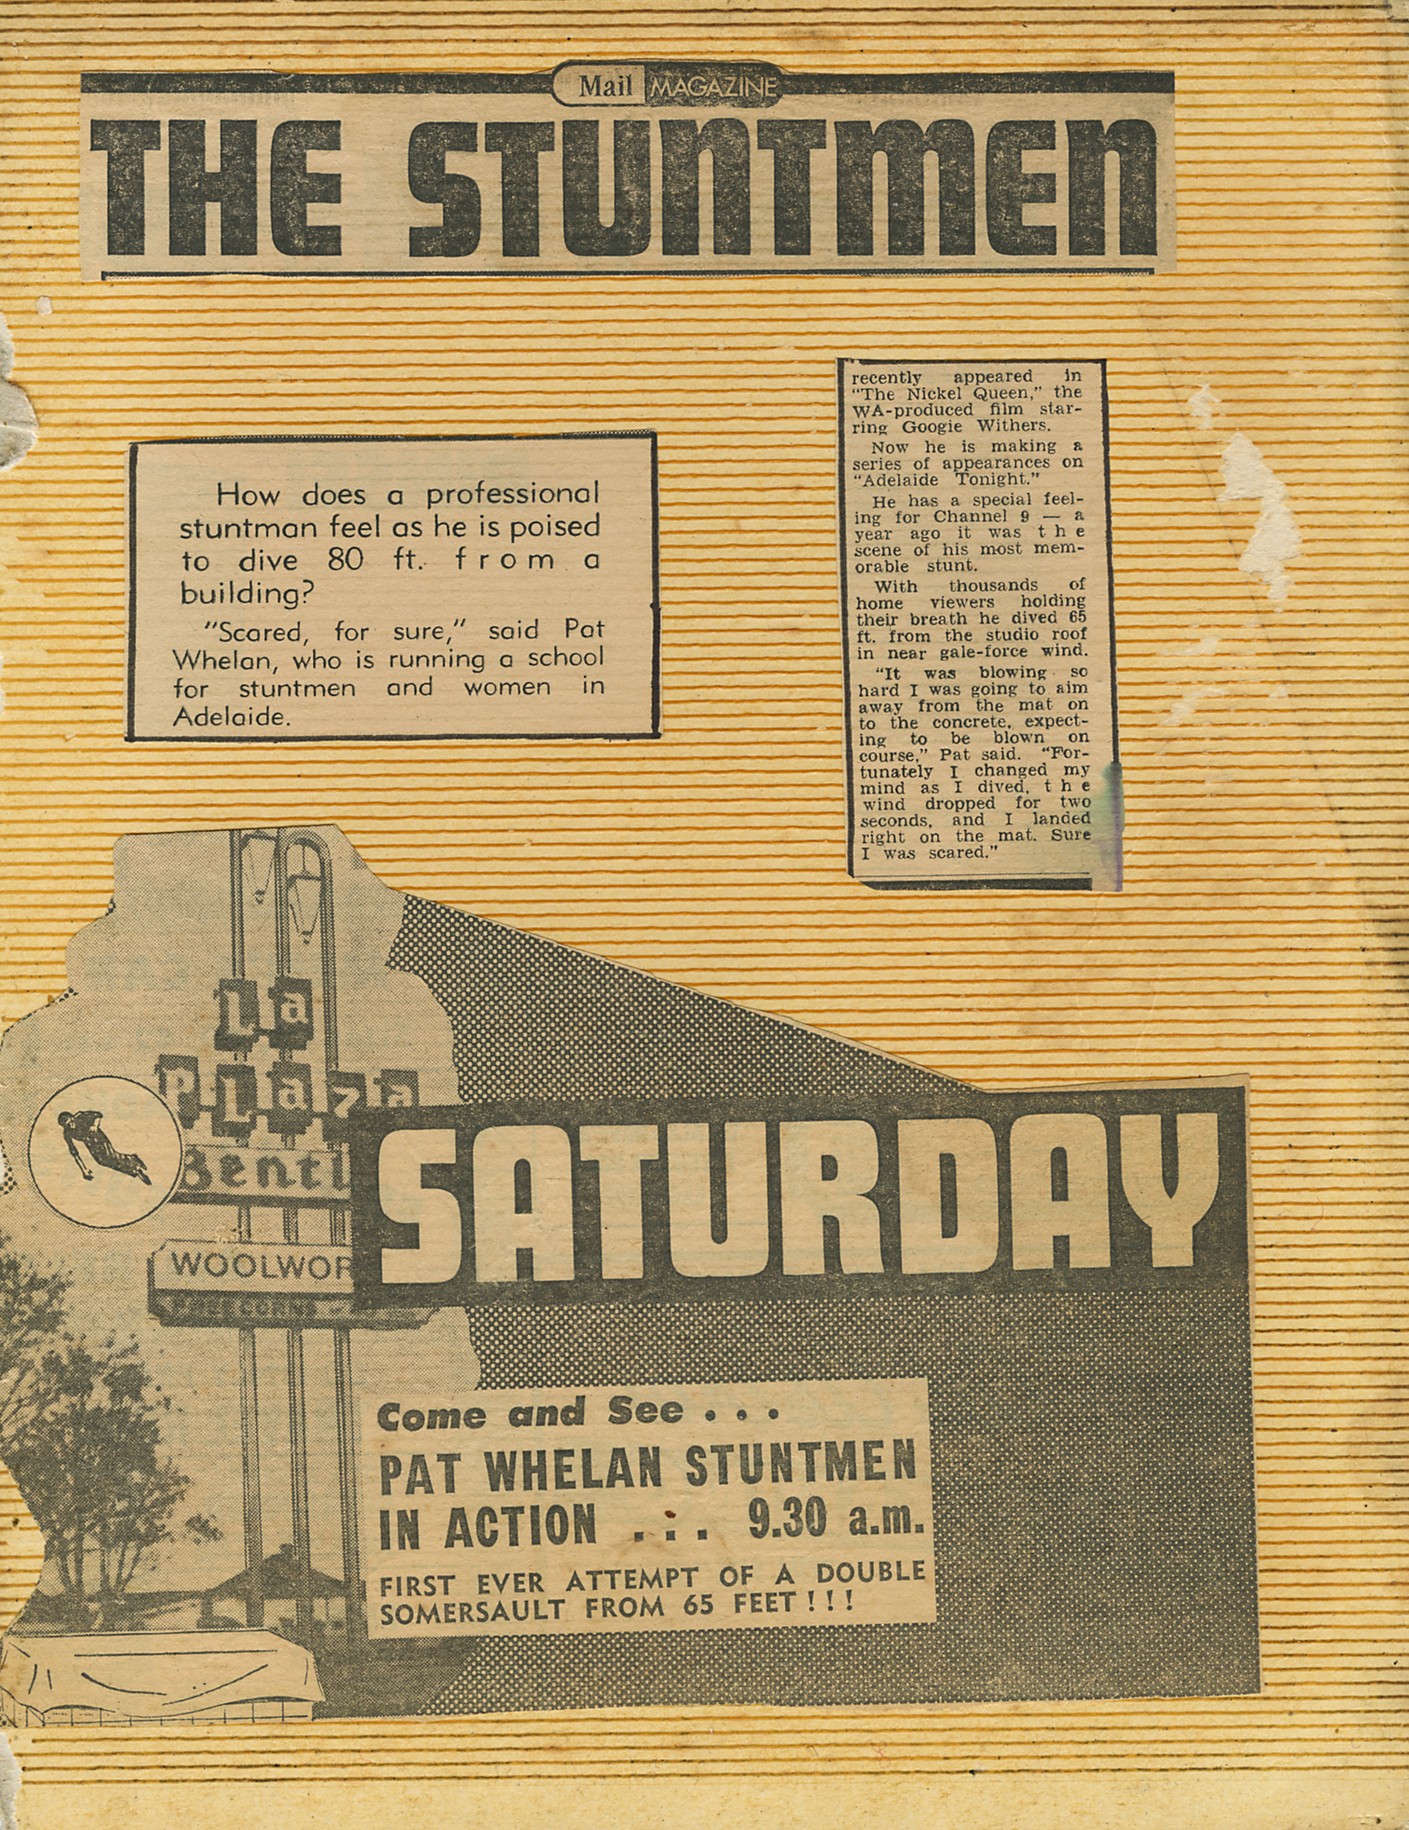 Mail MAGAZINE
THE STUNTMEN
How does a professional
stuntman feel as he is poised
to dive 80 ft. from a
building?
"Scared, for sure," said Pat
Whelan, who is running a school
for stuntmen and women in
Adelaide.
recently appeared in
"The Nickel Queen," the
WA-produced film star-
ring Googie Withers.
Now he is making a
series of appearances on
"Adelaide Tonight."
He has a special feel-
ing for Channel 9 — a
year ago it was the
scene of his most mem-
orable stunt.
With thousands of
home viewers holding
their breath he dived 65
ft. from the studio roof
in near gale-force wind.
"It was blowing so
hard I was going to aim
away from the mat on
to the concrete, expect-
ing to be blown on
course," Pat said. "For-
tunately I changed my
mind as I dived, the
wind dropped for two
seconds, and I landed
right on the mat. Sure
I was scared."
La
Plaza
Bentl
WOOLWOR
SATURDAY
Come and See . . .
PAT WHELAN STUNTMEN
IN ACTION . . . 9.30 a.m.
FIRST EVER ATTEMPT OF A DOUBLE
SOMERSAULT FROM 65 FEET!!!